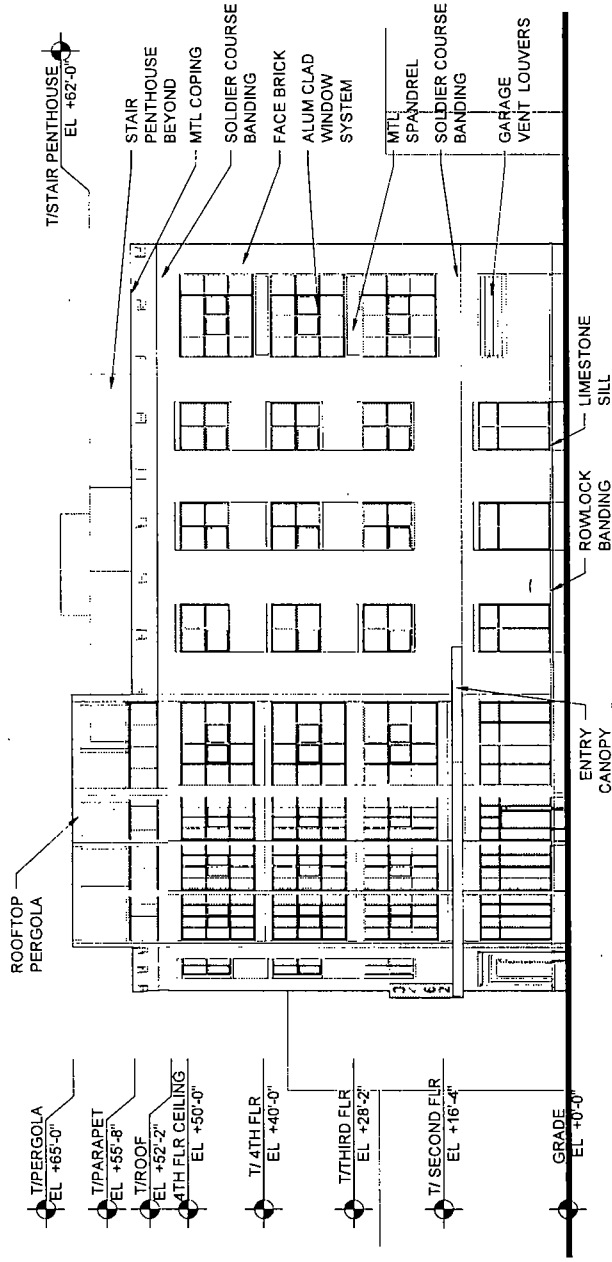 T/STAIR PENTHOUSE
EL +62'-0"
STAIR
PENTHOUSE
BEYOND
MTL COPING
SOLDIER COURSE
BANDING
FACE BRICK
ALUM CLAD
WINDOW
SYSTEM
MTL
SPANDREL
SOLDIER COURSE
BANDING
GARAGE
VENT LOUVERS
LIMESTONE
SILL
ROWLOCK
BANDING
ENTRY
CANOPY
ROOFTOP
PERGOLA
T/PERGOLA
EL +65'-0"
T/PARAPET
EL +55'-8"
T/ROOF
EL +52'-2"
4TH FLR CEILING
EL +50'-0"
T/ 4TH FLR
EL +40'-0"
T/THIRD FLR
EL +28'-2"
T/ SECOND FLR
EL +16'-4"
GRADE
EL +0'-0"